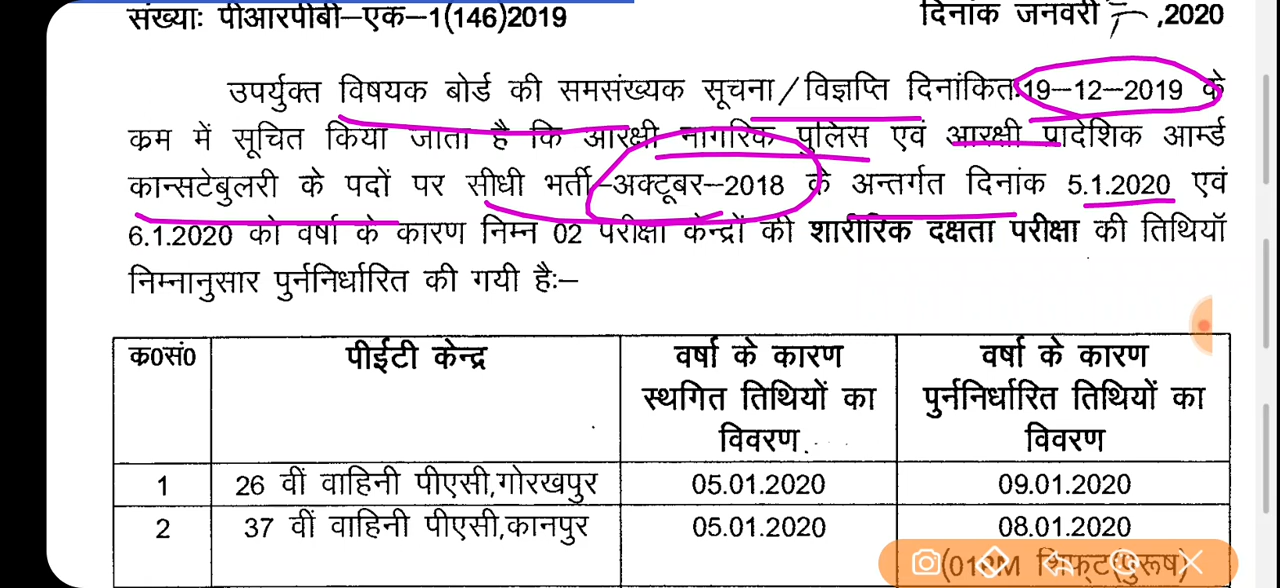 संख्याः पीआरपीबी–एक–1(146)2019 दिनांक जनवरी ,2020
उपर्युक्त विषयक बोर्ड की समसंख्यक सूचना/विज्ञप्ति दिनांकित:19–12–2019 के
कम में सूचित किया जाता है कि आरक्षी नागरिक पुलिस एवं आरक्षी प्रादेशिक आर्म्ड
कान्सटेबुलरी के पदों पर सीधी भर्ती–अक्टूबर–2018 के अन्तर्गत दिनांक 5.1.2020 एवं
6.1.2020 को वर्षा के कारण निम्न 02 परीक्षा केन्द्रों की शारीरिक दक्षता परीक्षा की तिथियॉ
निम्नानुसार पुर्ननिर्धारित की गयी हैः–
क0सं0 पीईटी केन्द्र वर्षा के कारण स्थगित तिथियों का विवरण. वर्षा के कारण पुर्ननिर्धारित तिथियों का विवरण
1 26 वीं वाहिनी पीएसी,गोरखपुर 05.01.2020 09.01.2020
2 37 वीं वाहिनी पीएसी,कानपुर 05.01.2020 08.01.2020
शिफ्ट(पुरूष)